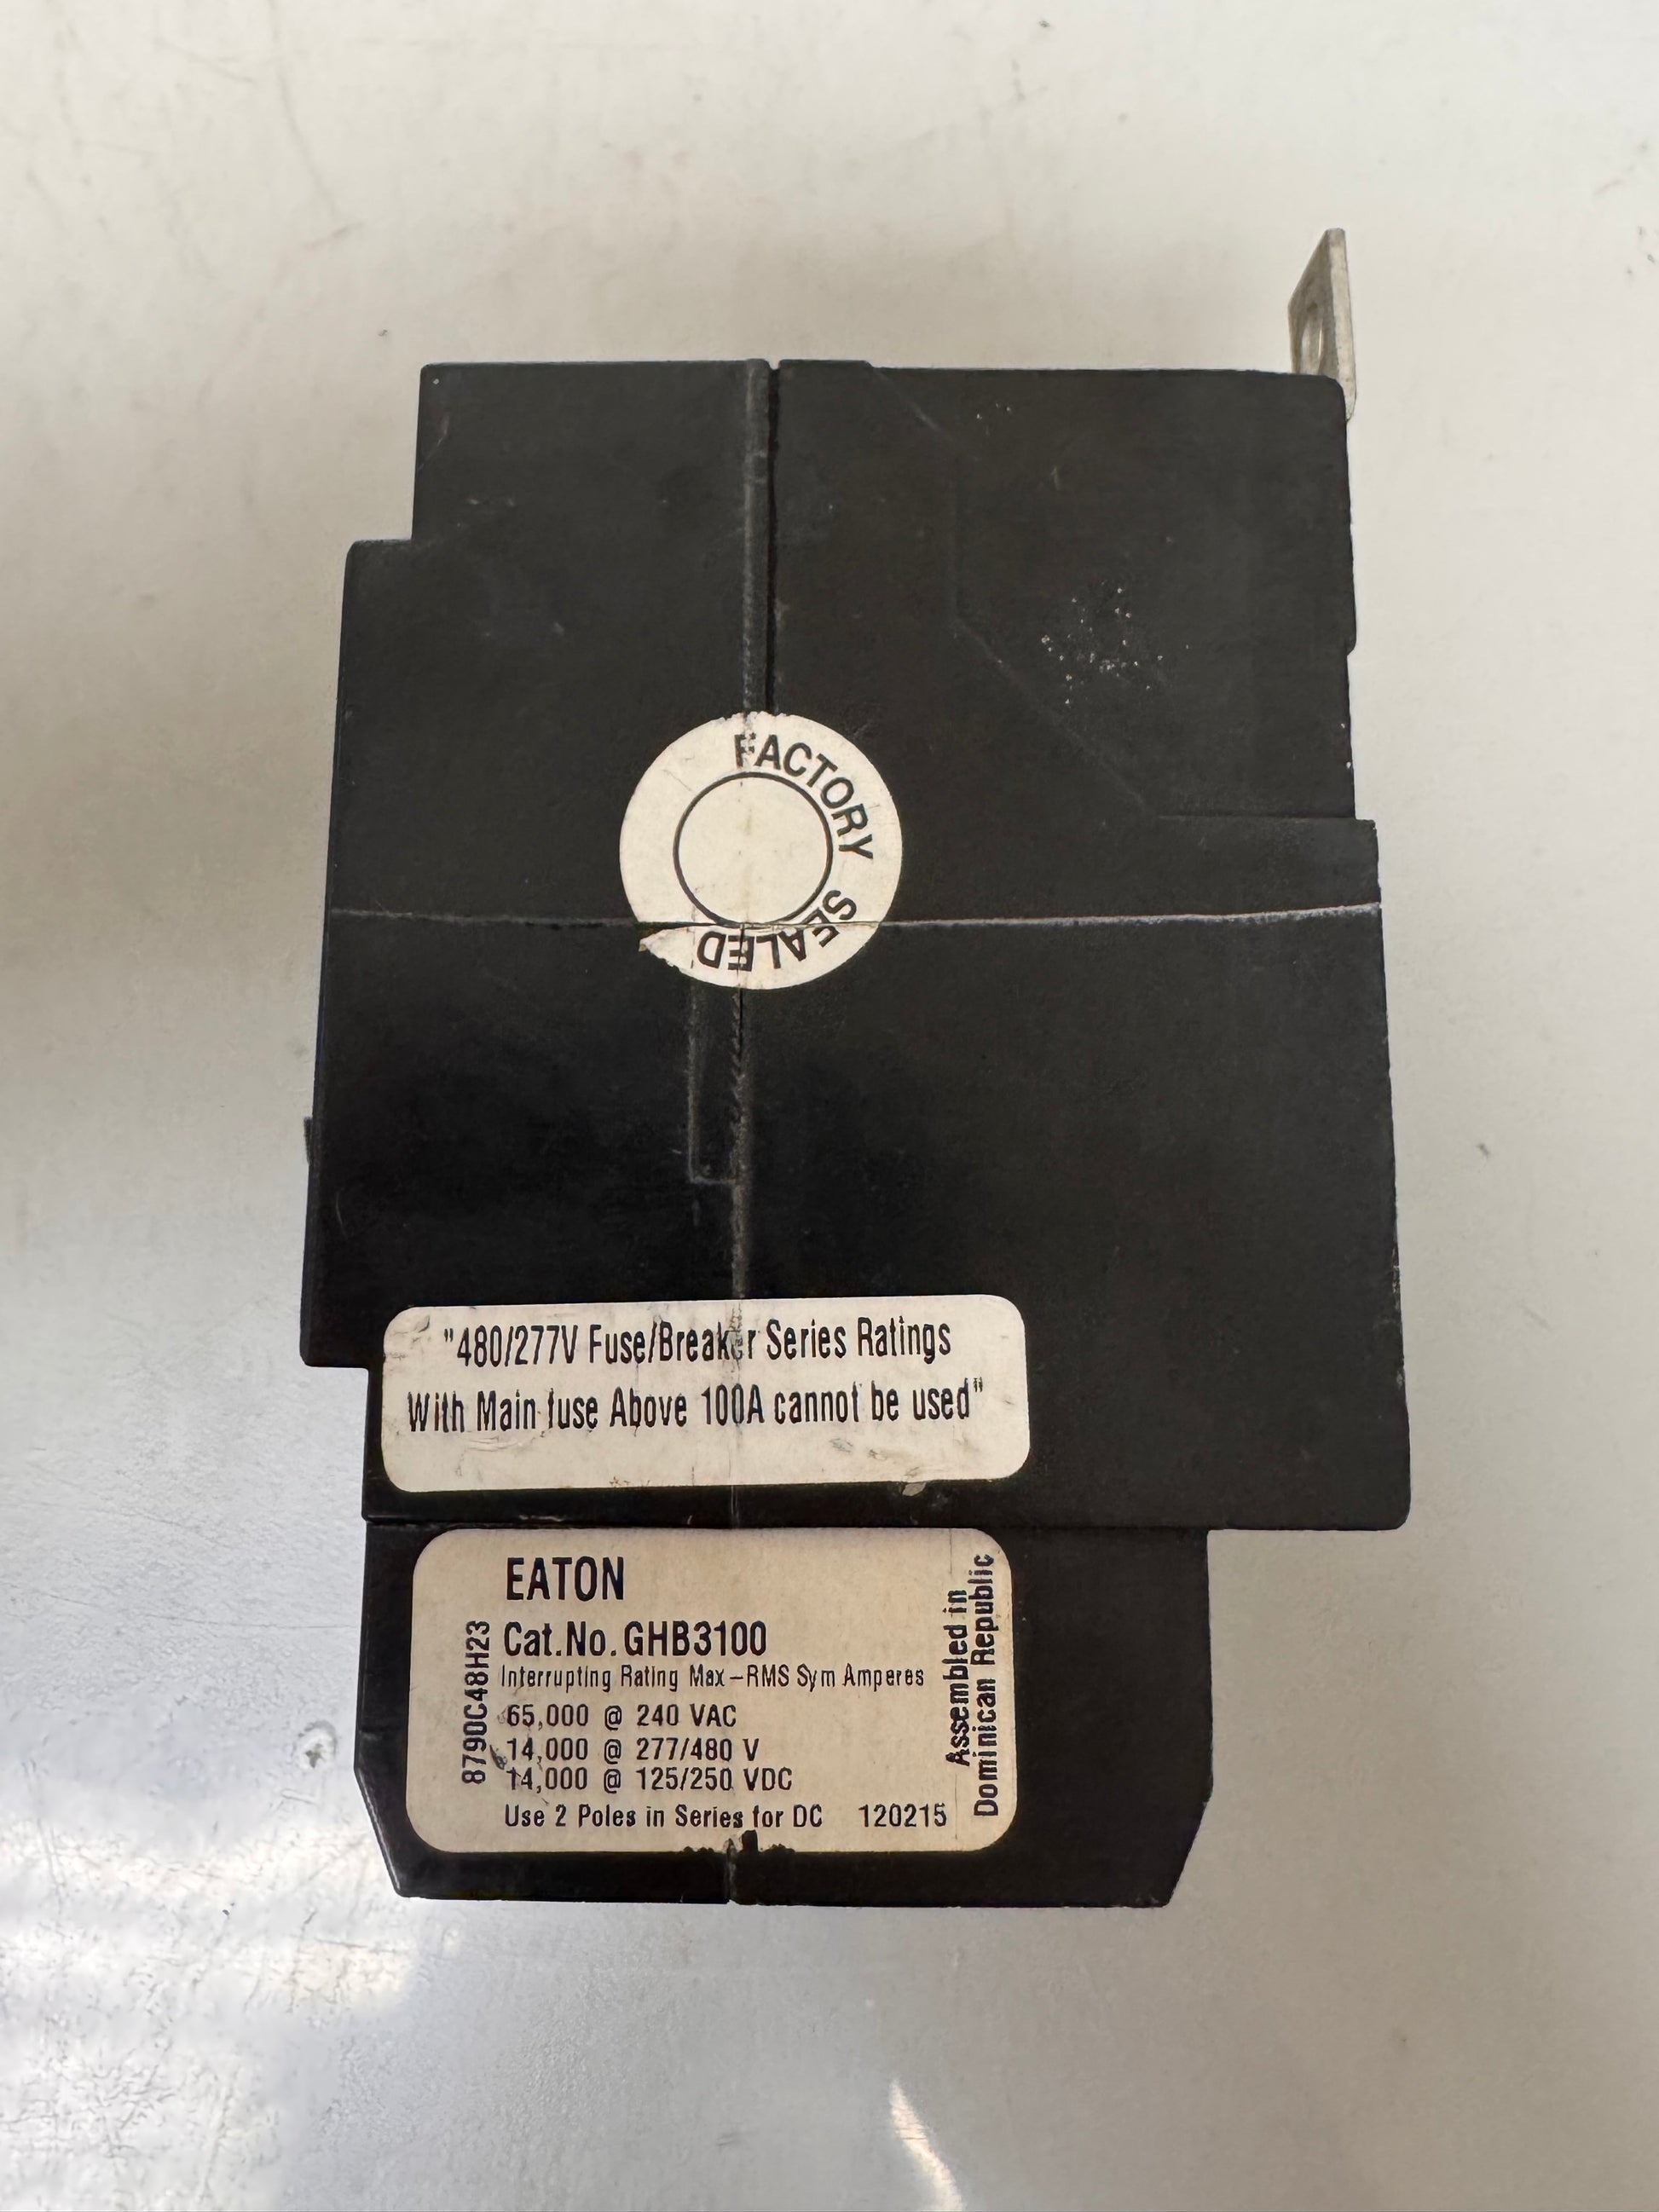 FACTORY SEALED
"480/277V Fuse/Breaker Series Ratings
With Main fuse Above 100A cannot be used"
EATON
Cat.No. GHB3100
Interrupting Rating Max-RMS Sym Amperes
65,000 @ 240 VAC
14,000 @ 277/480 V
14,000 @ 125/250 VDC
Use 2 Poles in Series for DC 120215
8790C48H23
Assembled in
Dominican Republic